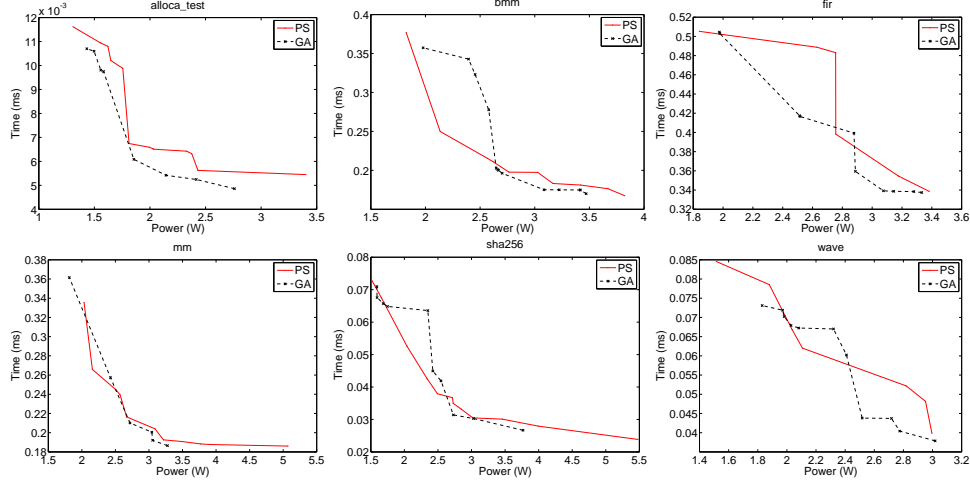 alloca_test
12 x 10^-3
11
10
9
8
7
6
5
4
1 1.5 2 2.5 3 3.5
Power (W)
Time (ms)
PS
GA
bmm
0.4
0.3
0.2
0.1
1.5 2 2.5 3 3.5 4
Power (W)
Time (ms)
PS
GA
fir
0.52
0.5
0.48
0.46
0.44
0.42
0.4
0.38
0.36
0.34
0.32
1.8 2 2.2 2.4 2.6 2.8 3 3.2 3.4 3.6
Power (W)
Time (ms)
PS
GA
mm
0.38
0.36
0.34
0.32
0.3
0.28
0.26
0.24
0.22
0.2
0.18
1.5 2 2.5 3 3.5 4 4.5 5 5.5
Power (W)
Time (ms)
PS
GA
sha256
0.08
0.07
0.06
0.05
0.04
0.03
0.02
1.5 2 2.5 3 3.5 4 4.5 5 5.5
Power (W)
Time (ms)
PS
GA
wave
0.085
0.08
0.075
0.07
0.065
0.06
0.055
0.05
0.045
0.04
1.4 1.6 1.8 2 2.2 2.4 2.6 2.8 3 3.2
Power (W)
Time (ms)
PS
GA